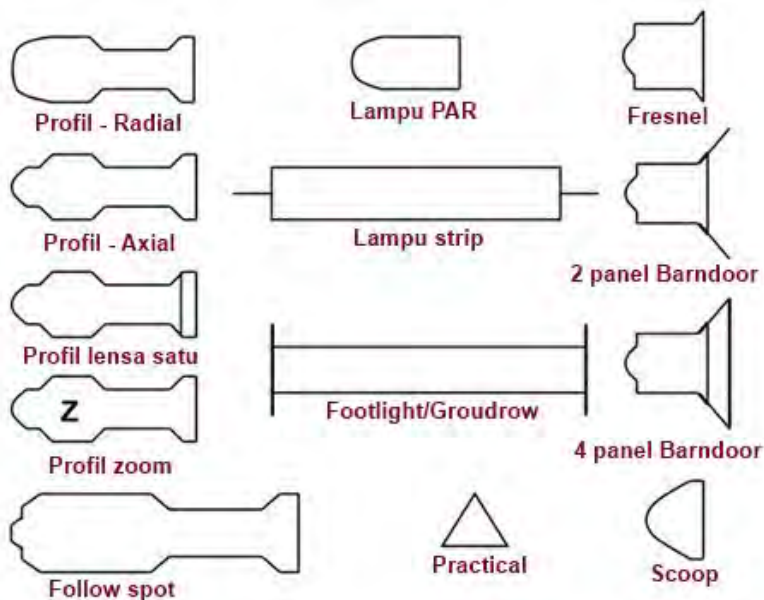 Profil - Radial
Lampu PAR
Fresnel
Profil - Axial
Lampu strip
2 panel Barndoor
Profil lensa satu
Z
Profil zoom
Footlight/Groudrow
4 panel Barndoor
Follow spot
Practical
Scoop